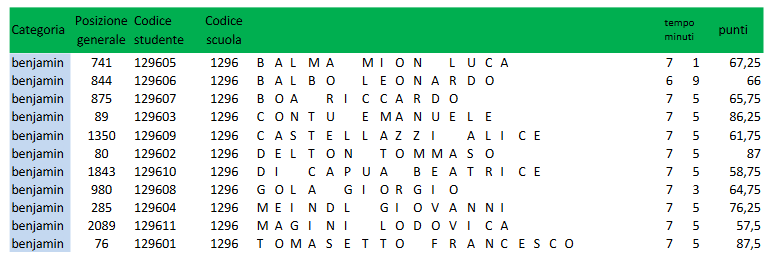 Categoria Posizione generale Codice studente Codice scuola tempo minuti punti
benjamin 741 129605 1296 B A L M A M I O N L U C A 7 1 67,25
benjamin 844 129606 1296 B A L B O L E O N A R D O 6 9 66
benjamin 875 129607 1296 B O A R I C C A R D O 7 5 65,75
benjamin 89 129603 1296 C O N T U E M A N U E L E 7 5 86,25
benjamin 1350 129609 1296 C A S T E L L A Z Z I A L I C E 7 5 61,75
benjamin 80 129602 1296 D E L T O N T O M M A S O 7 5 87
benjamin 1843 129610 1296 D I C A P U A B E A T R I C E 7 5 58,75
benjamin 980 129608 1296 G O L A G I O R G I O 7 3 64,75
benjamin 285 129604 1296 M E I N D L G I O V A N N I 7 5 76,25
benjamin 2089 129611 1296 M A G I N I L O D O V I C A 7 5 57,5
benjamin 76 129601 1296 T O M A S E T T O F R A N C E S C O 7 5 87,5